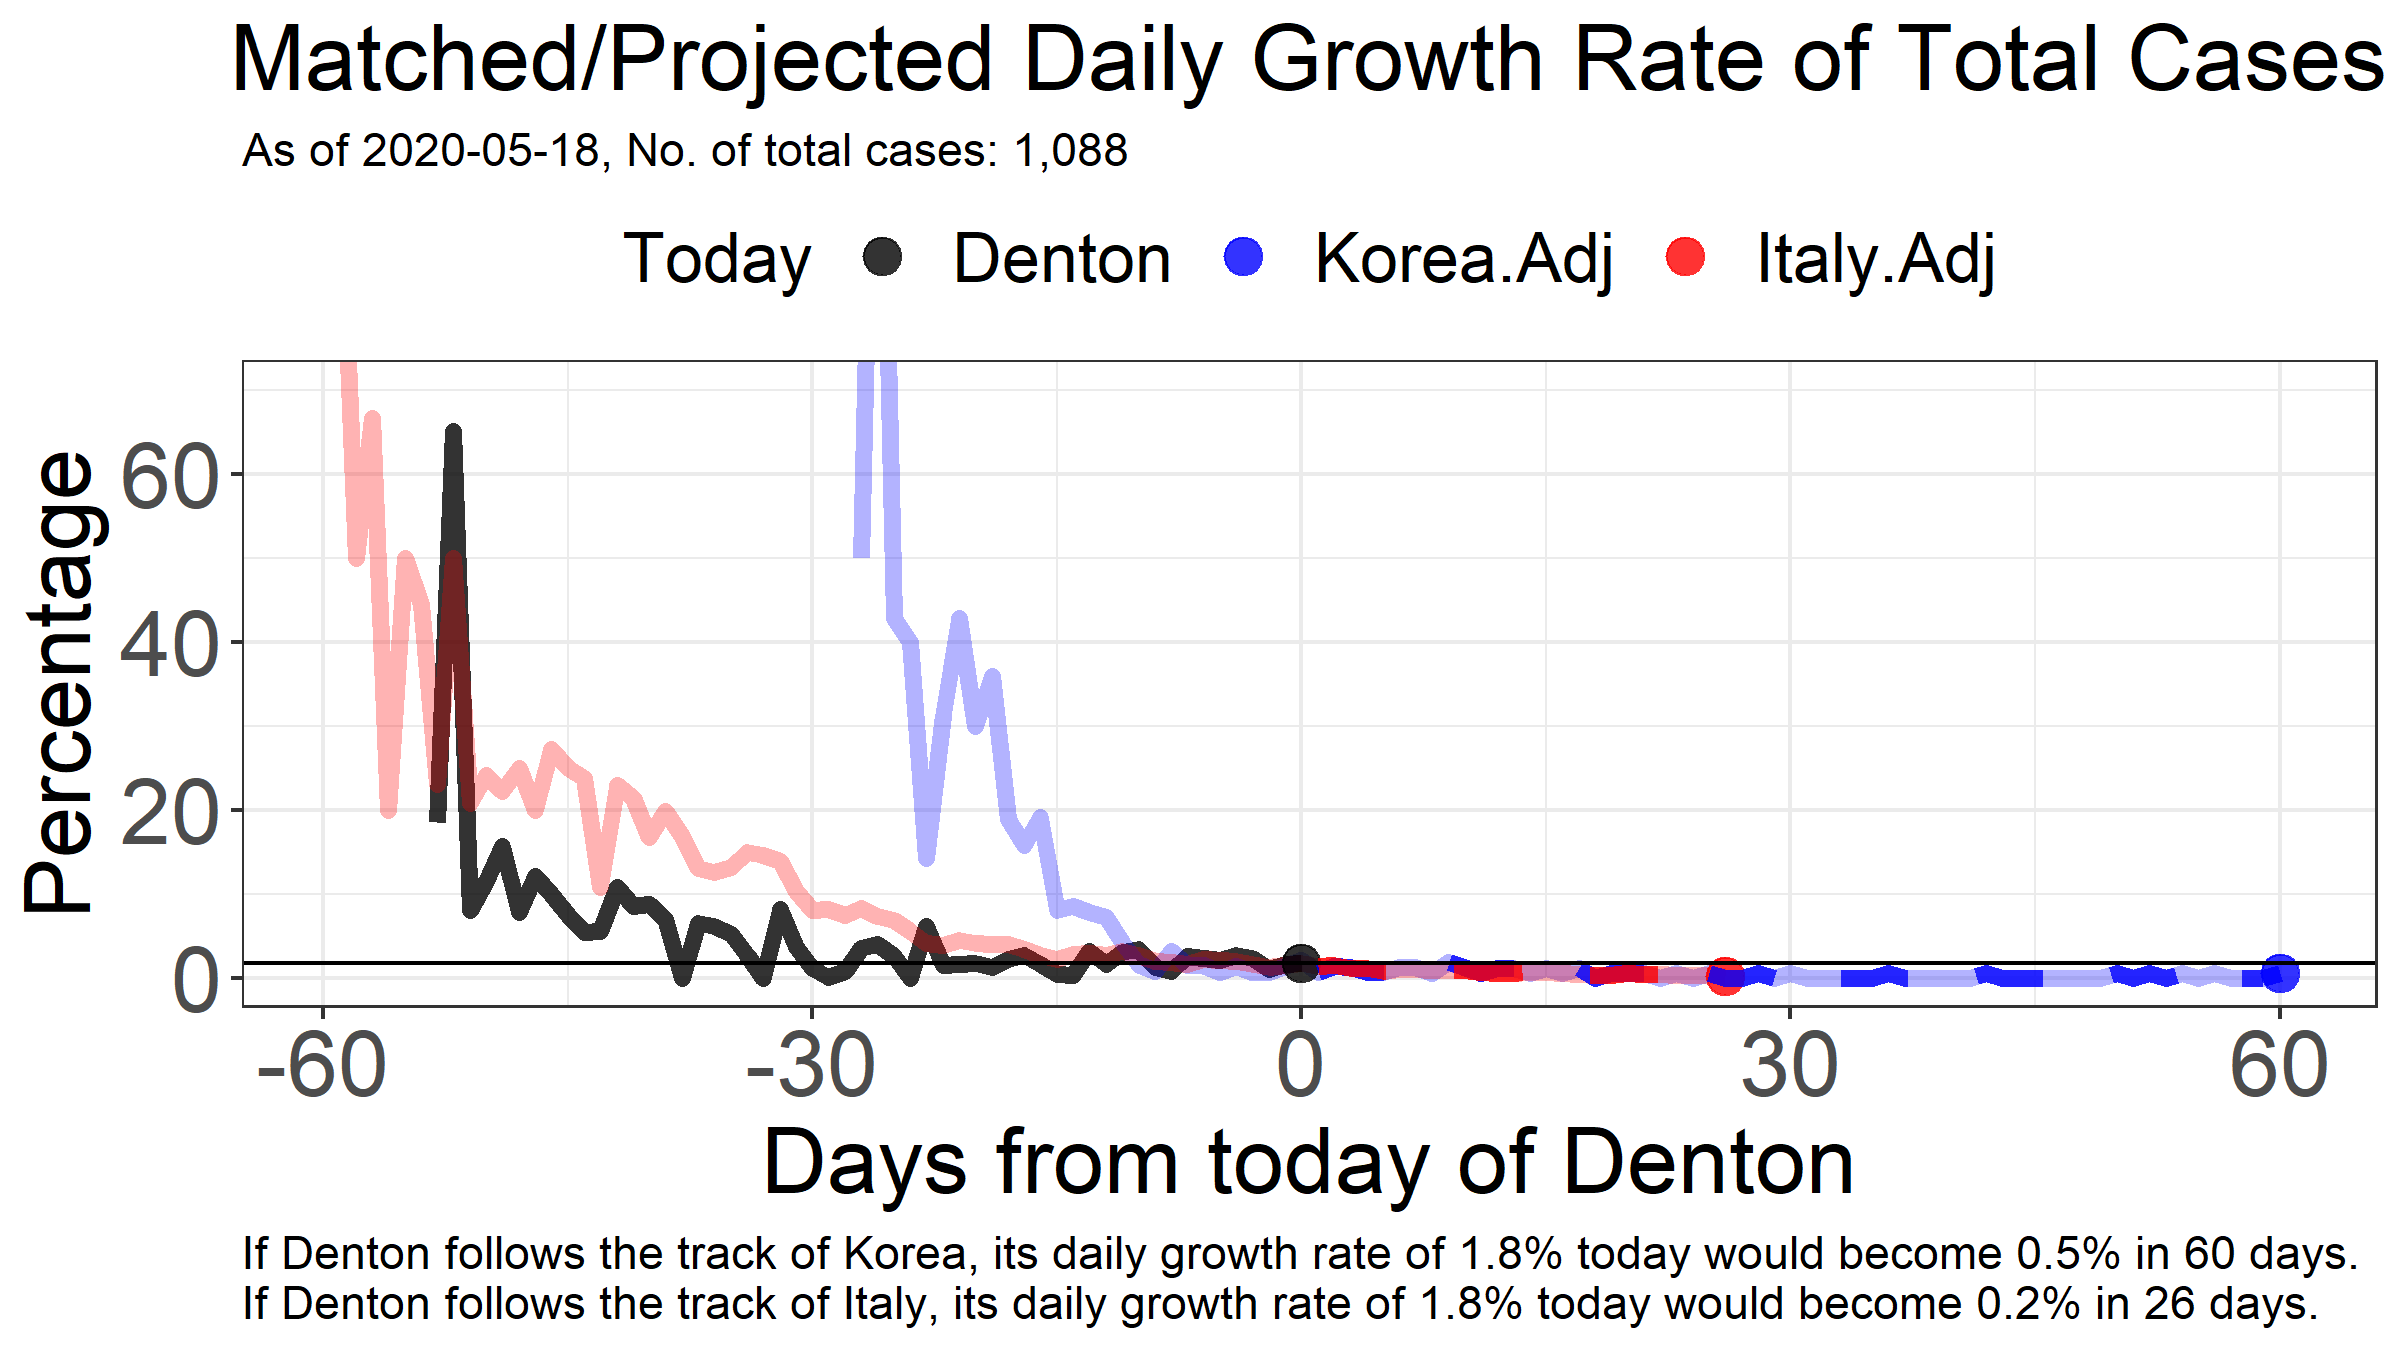 Matched/Projected Daily Growth Rate of Total Cases
As of 2020-05-18, No. of total cases: 1,088
Today Denton Korea.Adj Italy.Adj
Percentage
60
40
20
0
-60 -30 0 30 60
Days from today of Denton
If Denton follows the track of Korea, its daily growth rate of 1.8% today would become 0.5% in 60 days.
If Denton follows the track of Italy, its daily growth rate of 1.8% today would become 0.2% in 26 days.